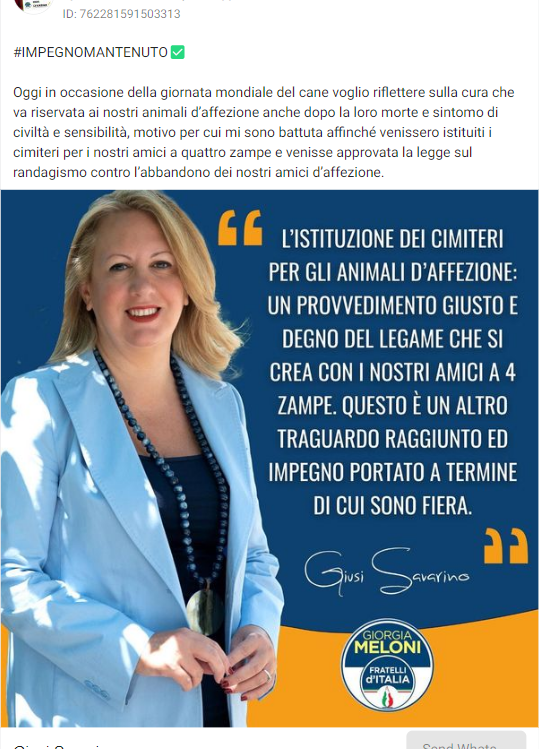 ID: 762281591503313
#IMPEGNOMANTENUTO✅
Oggi in occasione della giornata mondiale del cane voglio riflettere sulla cura che
va riservata ai nostri animali d'affezione anche dopo la loro morte e sintomo di
civiltà e sensibilità, motivo per cui mi sono battuta affinché venissero istituiti i
cimiteri per i nostri amici a quattro zampe e venisse approvata la legge sul
randagismo contro l'abbandono dei nostri amici d'affezione.
“
L'ISTITUZIONE DEI CIMITERI
PER GLI ANIMALI D'AFFEZIONE:
UN PROVVEDIMENTO GIUSTO E
DEGNO DEL LEGAME CHE SI
CREA CON I NOSTRI AMICI A 4
ZAMPE. QUESTO È UN ALTRO
TRAGUARDO RAGGIUNTO ED
IMPEGNO PORTATO A TERMINE
DI CUI SONO FIERA.
”
Giusi Savarino
GIORGIA
MELONI
FRATELLI
d'ITALIA
Send Whats